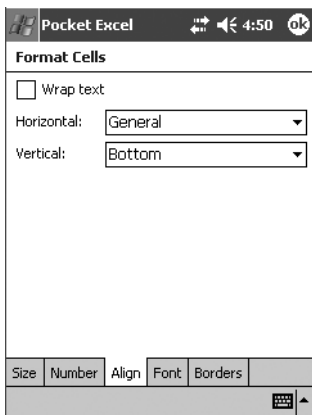 Pocket Excel 4:50 ok
Format Cells
Wrap text
Horizontal: General
Vertical: Bottom
Size Number Align Font Borders